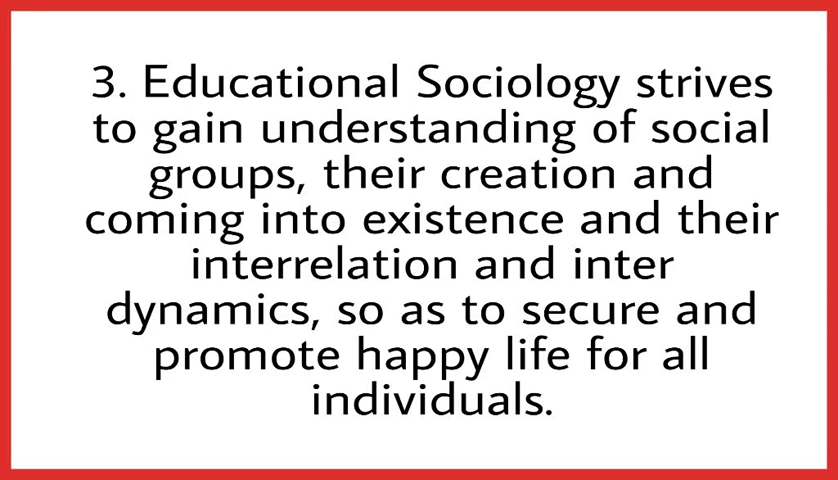 3. Educational Sociology strives
to gain understanding of social
groups, their creation and
coming into existence and their
interrelation and inter
dynamics, so as to secure and
promote happy life for all
individuals.